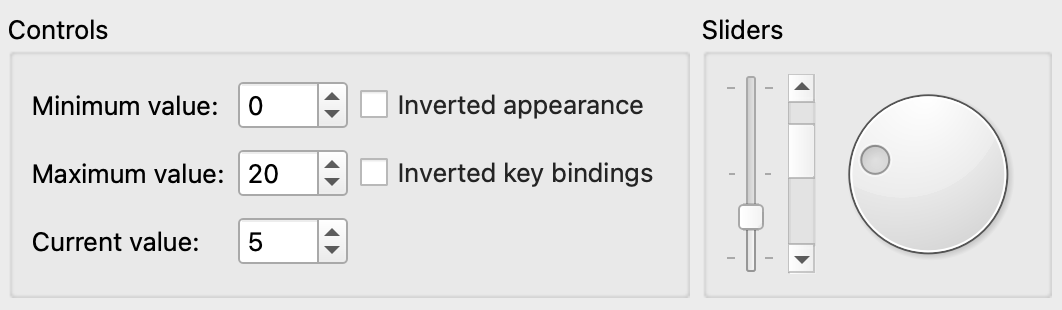 Controls
Sliders
Minimum value: 0 Inverted appearance
Maximum value: 20 Inverted key bindings
Current value: 5